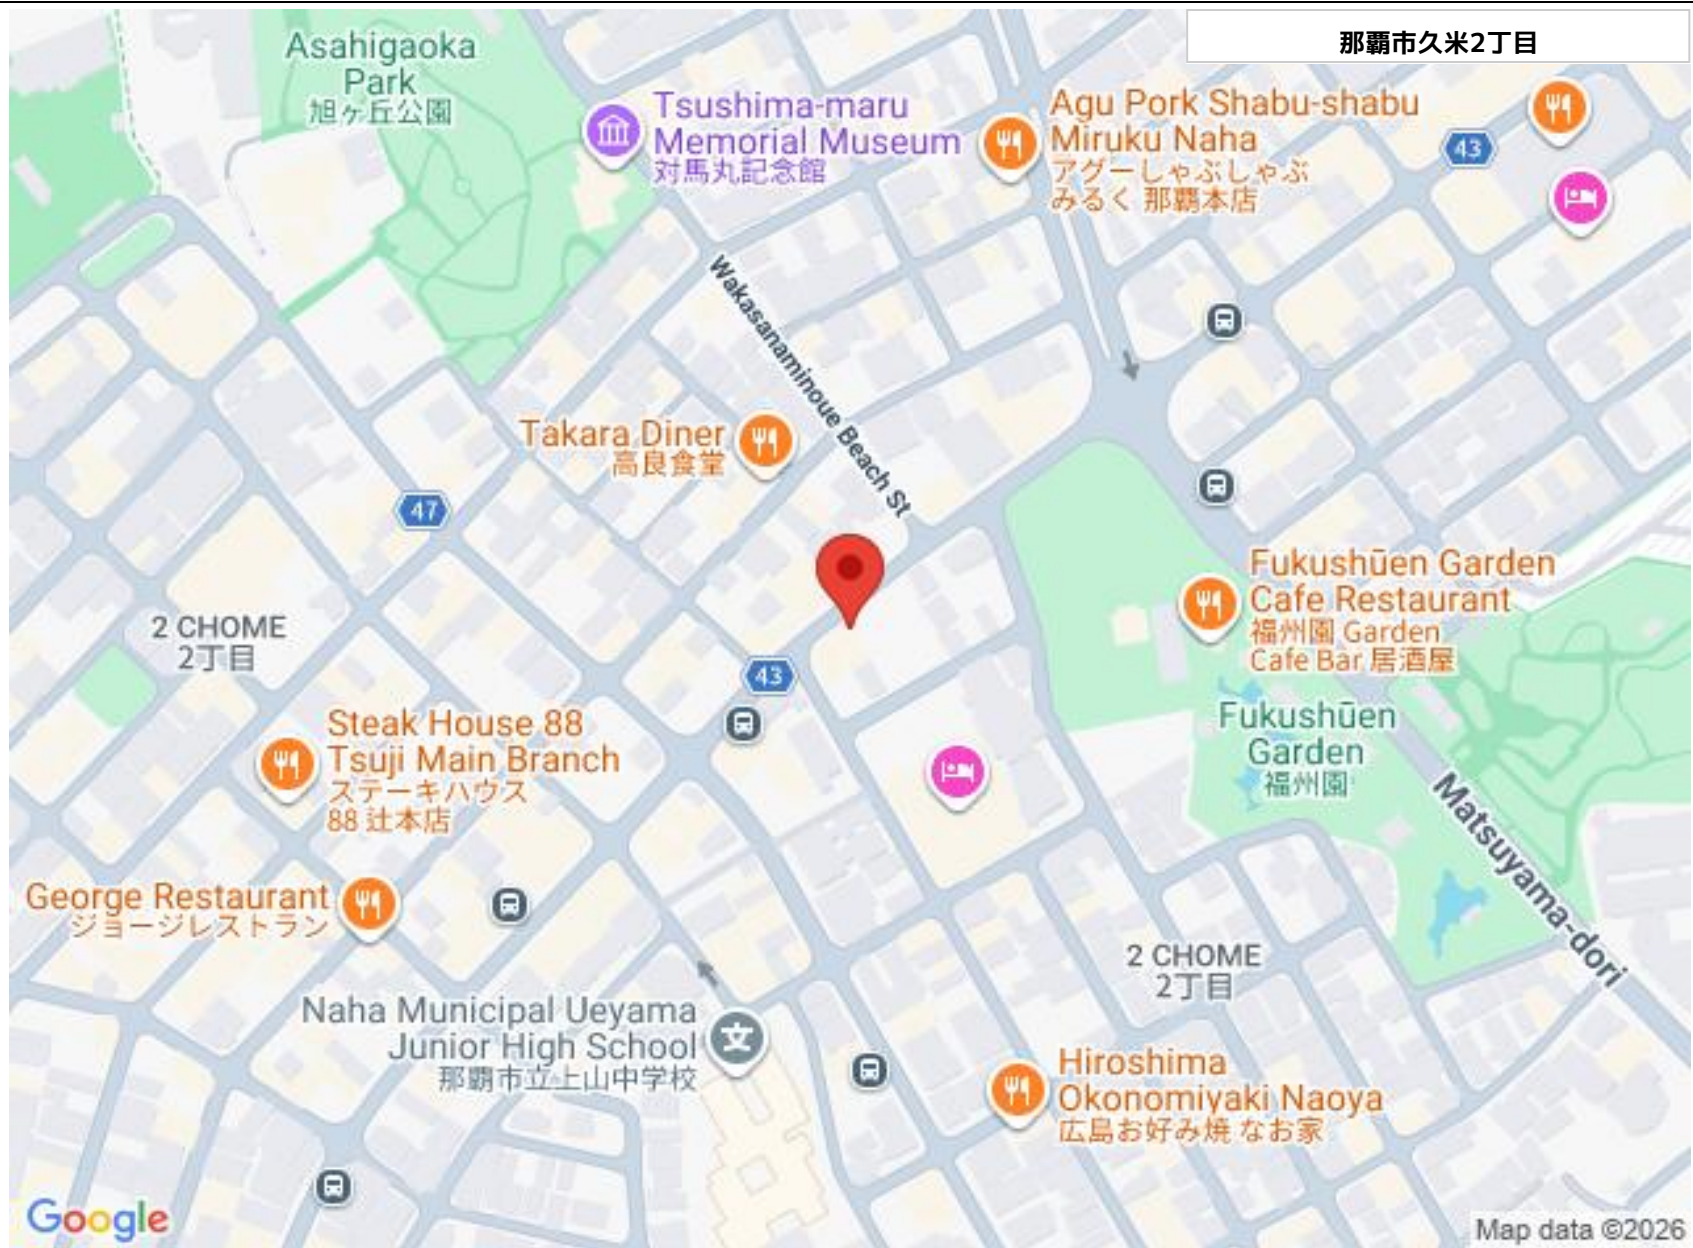 那覇市久米2丁目
Asahigaoka
Park
旭ヶ丘公園
Tsushima-maru
Memorial Museum
対馬丸記念館
Agu Pork Shabu-shabu
Miruku Naha
アグーしゃぶしゃぶ
みるく 那覇本店
43
Wakasanaminoue Beach St
Takara Diner
高良食堂
47
Fukushūen Garden
Cafe Restaurant
福州園 Garden
Cafe Bar 居酒屋
2 CHOME
2丁目
43
Steak House 88
Tsuji Main Branch
ステーキハウス
88 辻本店
Fukushūen
Garden
福州園
Matsuyama-dori
George Restaurant
ジョージレストラン
2 CHOME
2丁目
Naha Municipal Ueyama
Junior High School
那覇市立上山中学校
文
Hiroshima
Okonomiyaki Naoya
広島お好み焼 なお家
Google
Map data ©2026